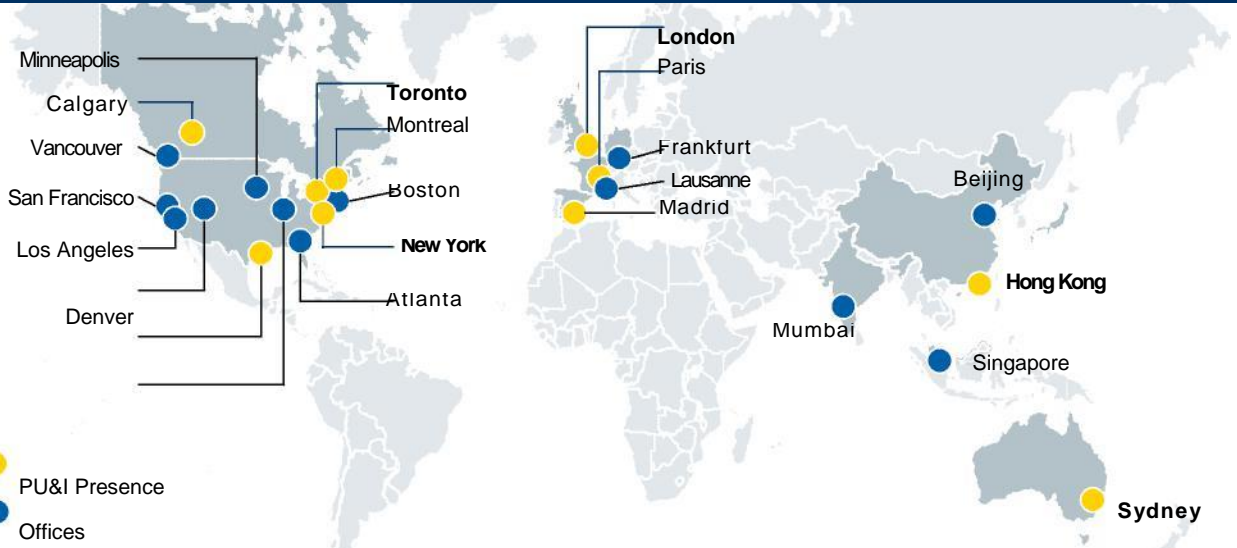 Minneapolis
Calgary
Vancouver
San Francisco
Los Angeles
Denver
Toronto
Montreal
Boston
New York
Atlanta
London
Paris
Frankfurt
Lausanne
Madrid
Beijing
Hong Kong
Mumbai
Singapore
Sydney
PU&I Presence
Offices